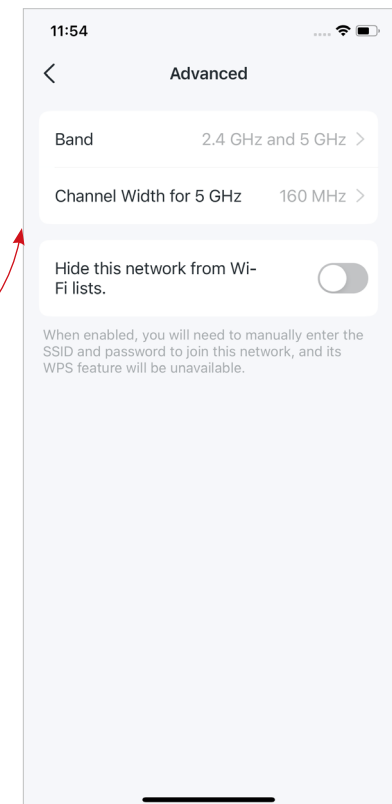 11:54
Advanced
Band 2.4 GHz and 5 GHz
Channel Width for 5 GHz 160 MHz
Hide this network from Wi-
Fi lists.
When enabled, you will need to manually enter the
SSID and password to join this network, and its
WPS feature will be unavailable.